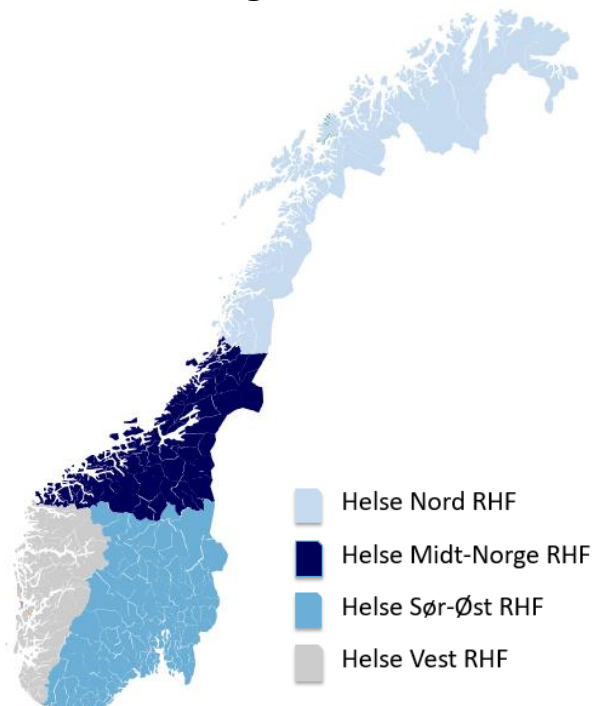 Helse Nord RHF
Helse Midt-Norge RHF
Helse Sør-Øst RHF
Helse Vest RHF